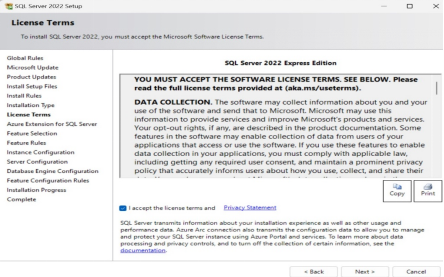 SQL Server 2022 Setup
License Terms
To install SQL Server 2022, you must accept the Microsoft Software License Terms.
Global Rules
Microsoft Update
Product Updates
Install Setup Files
Install Rules
Installation Type
License Terms
Azure Extension for SQL Server
Feature Selection
Feature Rules
Instance Configuration
Server Configuration
Database Engine Configuration
Feature Configuration Rules
Installation Progress
Complete
SQL Server 2022 Express Edition
YOU MUST ACCEPT THE SOFTWARE LICENSE TERMS. SEE BELOW. Please
read the full license terms provided at (aka.ms/useterms).
DATA COLLECTION. The software may collect information about you and your
use of the software and send that to Microsoft. Microsoft may use this
information to provide services and improve Microsoft's products and services.
Your opt-out rights, if any, are described in the product documentation. Some
features in the software may enable collection of data from users of your
applications that access or use the software. If you use these features to enable
data collection in your applications, you must comply with applicable law,
including getting any required user consent, and maintain a prominent privacy
policy that accurately informs users about how you use, collect, and share their
Copy
Print
I accept the license terms and Privacy Statement
SQL Server transmits information about your installation experience as well as other usage and
performance data. Azure Arc connection also transmits the configuration data to allow you to manage
and protect your SQL Server instance using Azure Portal and services. To learn more about data
processing and privacy controls, and to turn off the collection of certain information, see the
documentation.
< Back
Next >
Cancel